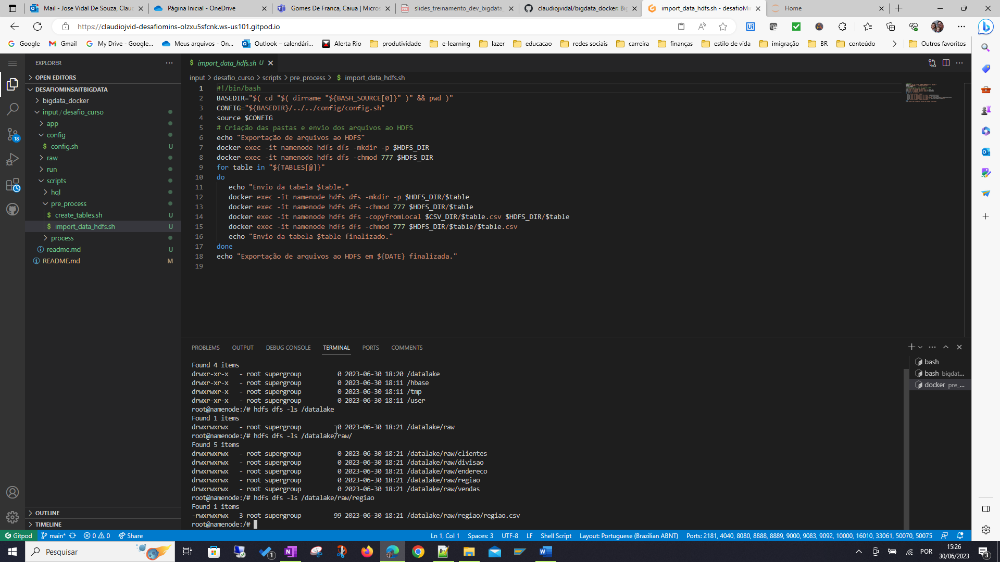 Mail - Jose Vidal De Souza, Clau
Página Inicial - OneDrive
Gomes De Franca, Caiua | Micros
slides_treinamento_dev_bigdata_
claudiojvidal/bigdata_docker: Big
import_data_hdfs.sh - desafioMin
Home
https://claudiojvid-desafiomins-olzxu5sfcnk.ws-us101.gitpod.io
Google
Gmail
My Drive - Google...
Meus arquivos - On...
Outlook – calendári...
Alerta Rio
produtividade
e-learning
lazer
educacao
redes sociais
carreira
finanças
estilo de vida
imigração
BR
conteúdo
Outros favoritos
EXPLORER
OPEN EDITORS
DESAFIOMINSAITBIGDATA
bigdata_docker
input / desafio_curso
app
config
$ config.sh U
raw
run
scripts
hql
pre_process
$ create_tables.sh U
$ import_data_hdfs.sh U
process
readme.md U
README.md M
OUTLINE
TIMELINE
18
$ import_data_hdfs.sh U
input > desafio_curso > scripts > pre_process > $ import_data_hdfs.sh
1 #!/bin/bash
2 BASEDIR="$( cd "$( dirname "${BASH_SOURCE[0]}" )" && pwd )"
3 CONFIG="${BASEDIR}/../../config/config.sh"
4 source $CONFIG
5 # Criação das pastas e envio dos arquivos ao HDFS
6 echo "Exportação de arquivos ao HDFS"
7 docker exec -it namenode hdfs dfs -mkdir -p $HDFS_DIR
8 docker exec -it namenode hdfs dfs -chmod 777 $HDFS_DIR
9 for table in "${TABLES[@]}"
10 do
11 echo "Envio da tabela $table."
12 docker exec -it namenode hdfs dfs -mkdir -p $HDFS_DIR/$table
13 docker exec -it namenode hdfs dfs -chmod 777 $HDFS_DIR/$table
14 docker exec -it namenode hdfs dfs -copyFromLocal $CSV_DIR/$table.csv $HDFS_DIR/$table
15 docker exec -it namenode hdfs dfs -chmod 777 $HDFS_DIR/$table/$table.csv
16 echo "Envio da tabela $table finalizado."
17 done
18 echo "Exportação de arquivos ao HDFS em ${DATE} finalizada."
19
PROBLEMS OUTPUT DEBUG CONSOLE TERMINAL PORTS COMMENTS
Found 4 items
drwxr-xr-x - root supergroup 0 2023-06-30 18:20 /datalake
drwxr-xr-x - root supergroup 0 2023-06-30 18:11 /hbase
drwxrwxr-x - root supergroup 0 2023-06-30 18:11 /tmp
drwxr-xr-x - root supergroup 0 2023-06-30 18:11 /user
root@namenode:/# hdfs dfs -ls /datalake
Found 1 items
drwxrwxrwx - root supergroup 0 2023-06-30 18:21 /datalake/raw
root@namenode:/# hdfs dfs -ls /datalake/raw/
Found 5 items
drwxrwxrwx - root supergroup 0 2023-06-30 18:21 /datalake/raw/clientes
drwxrwxrwx - root supergroup 0 2023-06-30 18:21 /datalake/raw/divisao
drwxrwxrwx - root supergroup 0 2023-06-30 18:21 /datalake/raw/endereco
drwxrwxrwx - root supergroup 0 2023-06-30 18:21 /datalake/raw/regiao
drwxrwxrwx - root supergroup 0 2023-06-30 18:21 /datalake/raw/vendas
root@namenode:/# hdfs dfs -ls /datalake/raw/regiao
Found 1 items
-rwxrwxrwx 3 root supergroup 99 2023-06-30 18:21 /datalake/raw/regiao/regiao.csv
root@namenode:/#
bash
bash bigdat...
docker pre_...
Gitpod main* 0 0 Share
Ln 1, Col 1 Spaces: 3 UTF-8 LF Shell Script Layout: Portuguese (Brazilian ABNT) Ports: 2181, 4040, 8080, 8888, 8889, 9000, 9083, 9092, 10000, 16010, 33061, 50070, 50075
Pesquisar
1
POR
15:26
30/06/2023
3